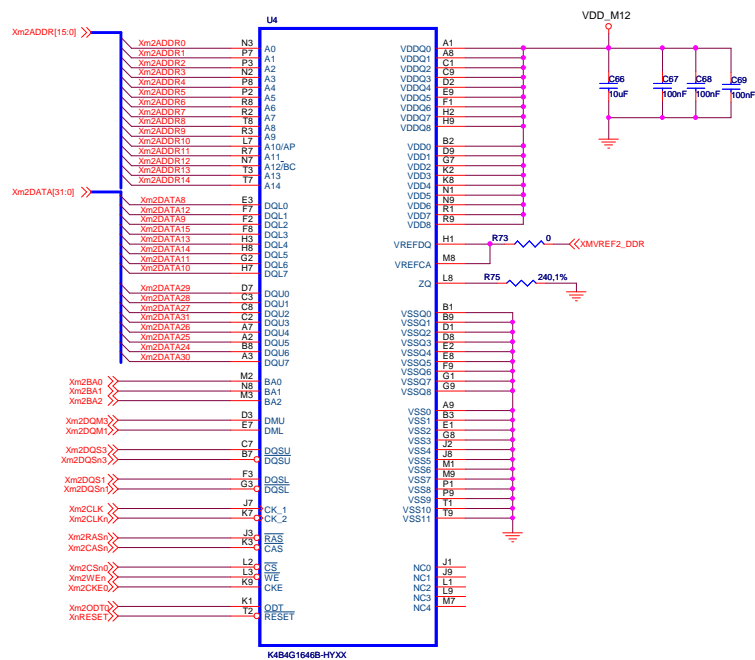 U4
VDD_M12
Xm2ADDR[15:0]
Xm2ADDR0 N3 A0
Xm2ADDR1 P7 A1
Xm2ADDR2 P3 A2
Xm2ADDR3 N2 A3
Xm2ADDR4 P8 A4
Xm2ADDR5 P2 A5
Xm2ADDR6 R8 A6
Xm2ADDR7 R2 A7
Xm2ADDR8 T8 A8
Xm2ADDR9 R3 A9
Xm2ADDR10 L7 A10/AP
Xm2ADDR11 R7 A11
Xm2ADDR12 N7 A12/BC
Xm2ADDR13 T3 A13
Xm2ADDR14 T7 A14
Xm2DATA[31:0]
Xm2DATA8 E3 DQL0
Xm2DATA12 F7 DQL1
Xm2DATA9 F2 DQL2
Xm2DATA15 F8 DQL3
Xm2DATA13 H3 DQL4
Xm2DATA14 H8 DQL5
Xm2DATA11 G2 DQL6
Xm2DATA10 H7 DQL7
Xm2DATA29 D7 DQU0
Xm2DATA28 C3 DQU1
Xm2DATA27 C8 DQU2
Xm2DATA31 C2 DQU3
Xm2DATA26 A7 DQU4
Xm2DATA25 A2 DQU5
Xm2DATA24 B8 DQU6
Xm2DATA30 A3 DQU7
Xm2BA0 M2 BA0
Xm2BA1 N8 BA1
Xm2BA2 M3 BA2
Xm2DQM3 D3 DMU
Xm2DQM1 E7 DML
Xm2DQS3 C7 DQSU
Xm2DQSn3 B7 DQSU
Xm2DQS1 F3 DQSL
Xm2DQSn1 G3 DQSL
Xm2CLK J7 CK_1
Xm2CLKn K7 CK_2
Xm2RASn J3 RAS
Xm2CASn K3 CAS
Xm2CSn0 L2 CS
Xm2WEn L3 WE
Xm2CKE0 K9 CKE
Xm2ODT0 K1 ODT
XnRESET T2 RESET
VDDQ0 A1
VDDQ1 A8
VDDQ2 C1
VDDQ3 C9
VDDQ4 D2
VDDQ5 E9
VDDQ6 F1
VDDQ7 H2
VDDQ8 H9
VDD0 B2
VDD1 D9
VDD2 G7
VDD3 K2
VDD4 K8
VDD5 N1
VDD6 N9
VDD7 R1
VDD8 R9
VREFDQ H1
R73 0
XMVREF2_DDR
VREFCA M8
ZQ L8
R75 240,1%
VSSQ0 B1
VSSQ1 B9
VSSQ2 D1
VSSQ3 D8
VSSQ4 E2
VSSQ5 E8
VSSQ6 F9
VSSQ7 G1
VSSQ8 G9
VSS0 A9
VSS1 B3
VSS2 E1
VSS3 G8
VSS4 J2
VSS5 J8
VSS6 M1
VSS7 M9
VSS8 P1
VSS9 P9
VSS10 T1
VSS11 T9
NC0 J1
NC1 J9
NC2 L1
NC3 L9
NC4 M7
C66 C67 C68 C69
10uF 100nF 100nF 100nF
K4B4G1646B-HYXX